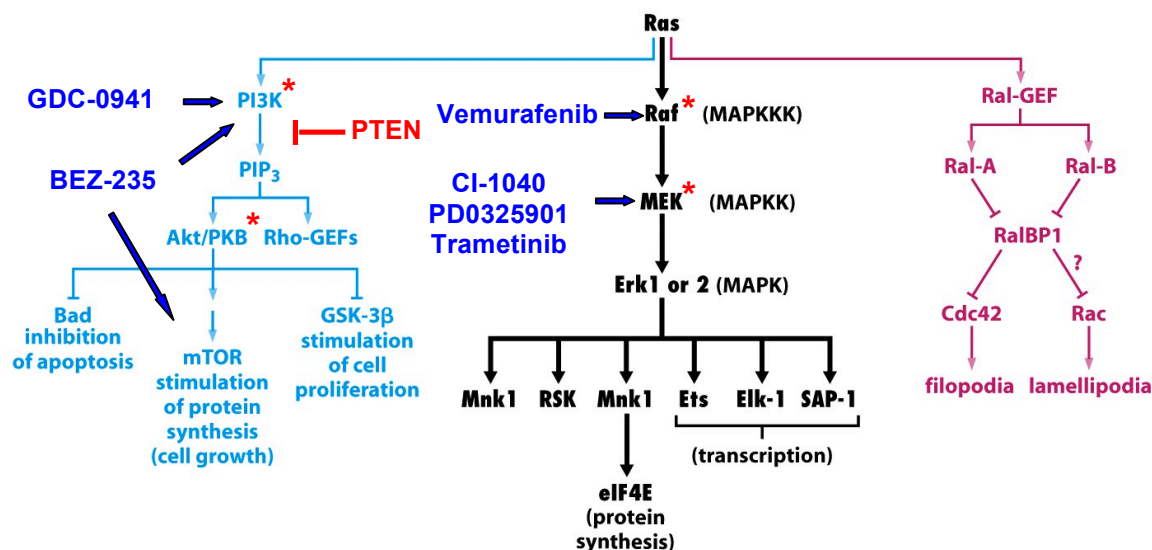 Ras
GDC-0941
PI3K*
Vemurafenib
Raf* (MAPKKK)
Ral-GEF
PTEN
BEZ-235
PIP3
Ral-A
Ral-B
CI-1040
PD0325901
Trametinib
MEK* (MAPKK)
Akt/PKB*
Rho-GEFs
RalBP1
?
Erk1 or 2 (MAPK)
Bad
inhibition
of apoptosis
mTOR
stimulation
of protein
synthesis
(cell growth)
GSK-3β
stimulation
of cell
proliferation
Cdc42
Rac
Mnk1 RSK Mnk1 Ets Elk-1 SAP-1
filopodia
lamellipodia
(transcription)
eIF4E
(protein
synthesis)